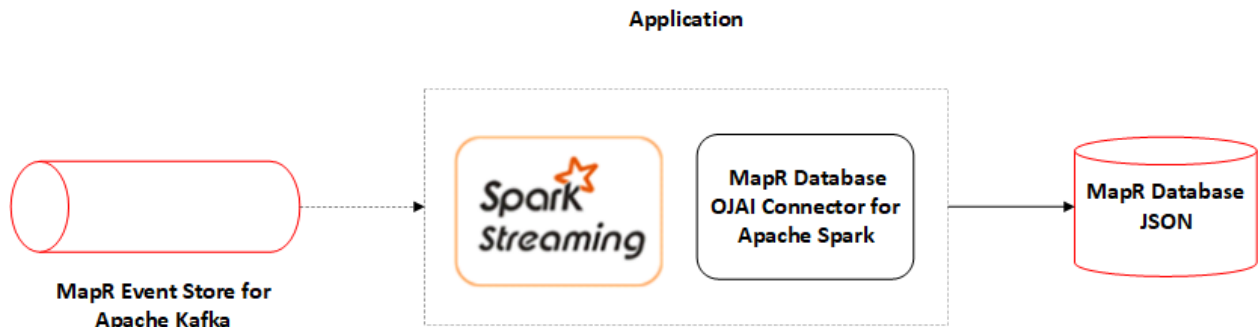 Application
Spark
Streaming
MapR Database
OJAI Connector for
Apache Spark
MapR Database
JSON
MapR Event Store for
Apache Kafka